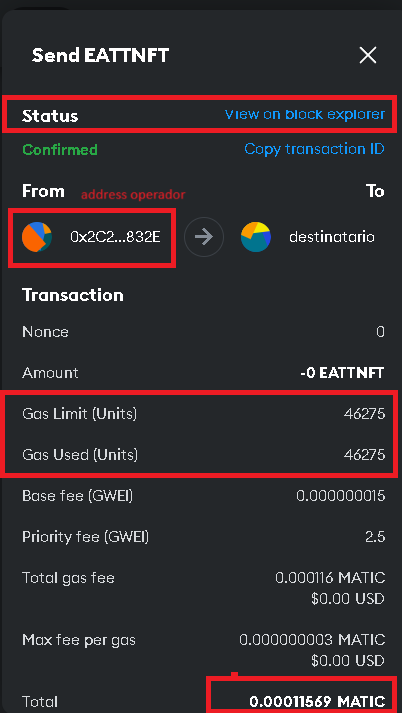 Send EATTNFT
Status View on block explorer
Confirmed Copy transaction ID
From address operador To
0x2C2...832E destinatario
Transaction
Nonce 0
Amount -0 EATTNFT
Gas Limit (Units) 46275
Gas Used (Units) 46275
Base fee (GWEI) 0.000000015
Priority fee (GWEI) 2.5
Total gas fee 0.000116 MATIC
$0.00 USD
Max fee per gas 0.000000003 MATIC
$0.00 USD
Total 0.00011569 MATIC